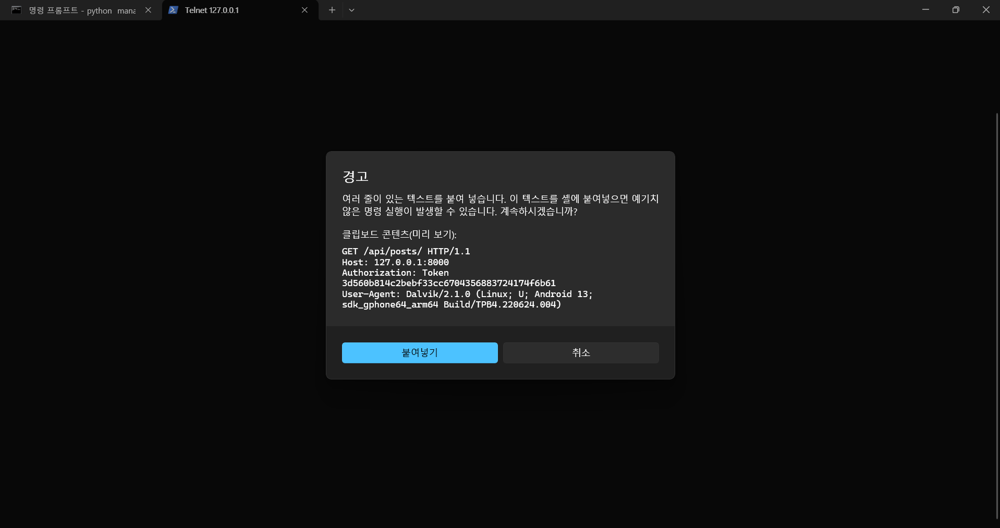 명령 프롬프트 - python  mana
Telnet 127.0.0.1
경고
여러 줄이 있는 텍스트를 붙여 넣습니다. 이 텍스트를 셸에 붙여넣으면 예기치
않은 명령 실행이 발생할 수 있습니다. 계속하시겠습니까?
클립보드 콘텐츠(미리 보기):
GET /api/posts/ HTTP/1.1
Host: 127.0.0.1:8000
Authorization: Token
3d560b814c2bebf33cc6704356883724174f6b61
User-Agent: Dalvik/2.1.0 (Linux; U; Android 13;
sdk_gphone64_arm64 Build/TPB4.220624.004)
붙여넣기
취소